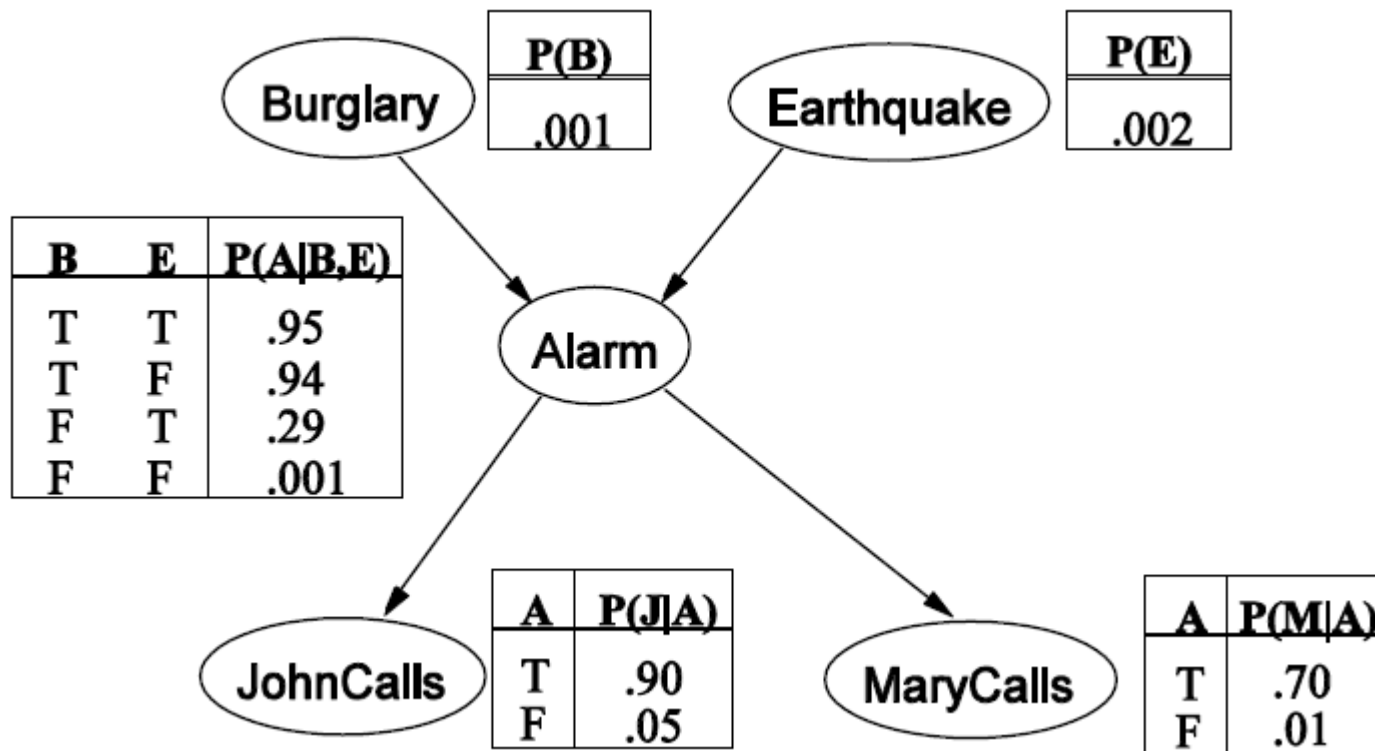 Burglary
P(B)
.001
Earthquake
P(E)
.002
B E P(A|B,E)
T T .95
T F .94
F T .29
F F .001
Alarm
JohnCalls
A P(J|A)
T .90
F .05
MaryCalls
A P(M|A)
T .70
F .01